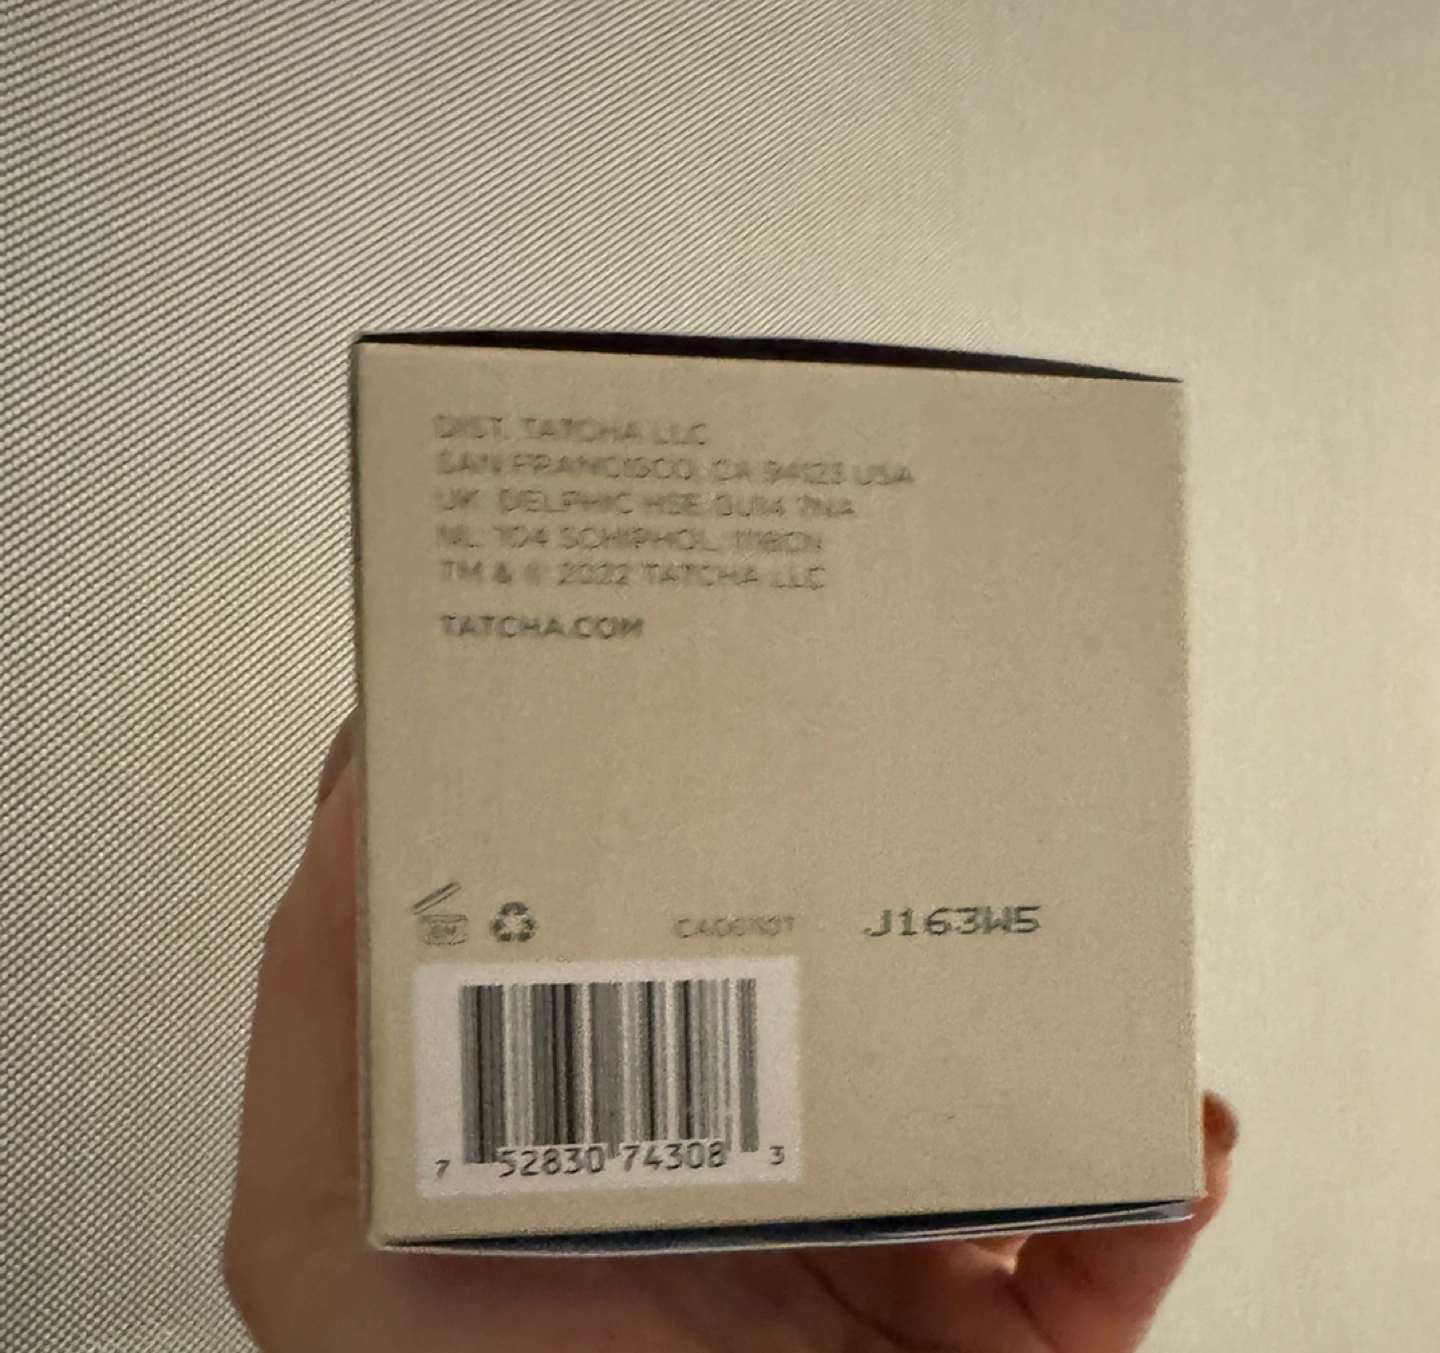 DIST. TATCHA LLC
SAN FRANCISCO, CA 94123 USA
UK: DELPHIC HSE GU14 7NA
NL: 104 SCHIPHOL, 1118CN
TM & © 2022 TATCHA LLC
TATCHA.COM
J163W5
7 52830 74308 3